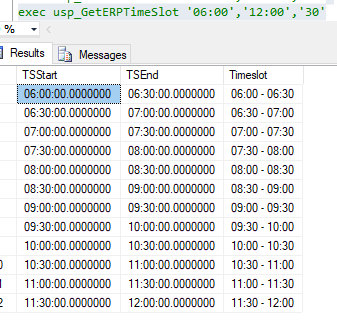 exec usp_GetERPTimeSlot '06:00','12:00','30'
%
Results Messages
TSStart TSEnd Timeslot
06:00:00.0000000 06:30:00.0000000 06:00 - 06:30
06:30:00.0000000 07:00:00.0000000 06:30 - 07:00
07:00:00.0000000 07:30:00.0000000 07:00 - 07:30
07:30:00.0000000 08:00:00.0000000 07:30 - 08:00
08:00:00.0000000 08:30:00.0000000 08:00 - 08:30
08:30:00.0000000 09:00:00.0000000 08:30 - 09:00
09:00:00.0000000 09:30:00.0000000 09:00 - 09:30
09:30:00.0000000 10:00:00.0000000 09:30 - 10:00
10:00:00.0000000 10:30:00.0000000 10:00 - 10:30
0 10:30:00.0000000 11:00:00.0000000 10:30 - 11:00
1 11:00:00.0000000 11:30:00.0000000 11:00 - 11:30
2 11:30:00.0000000 12:00:00.0000000 11:30 - 12:00